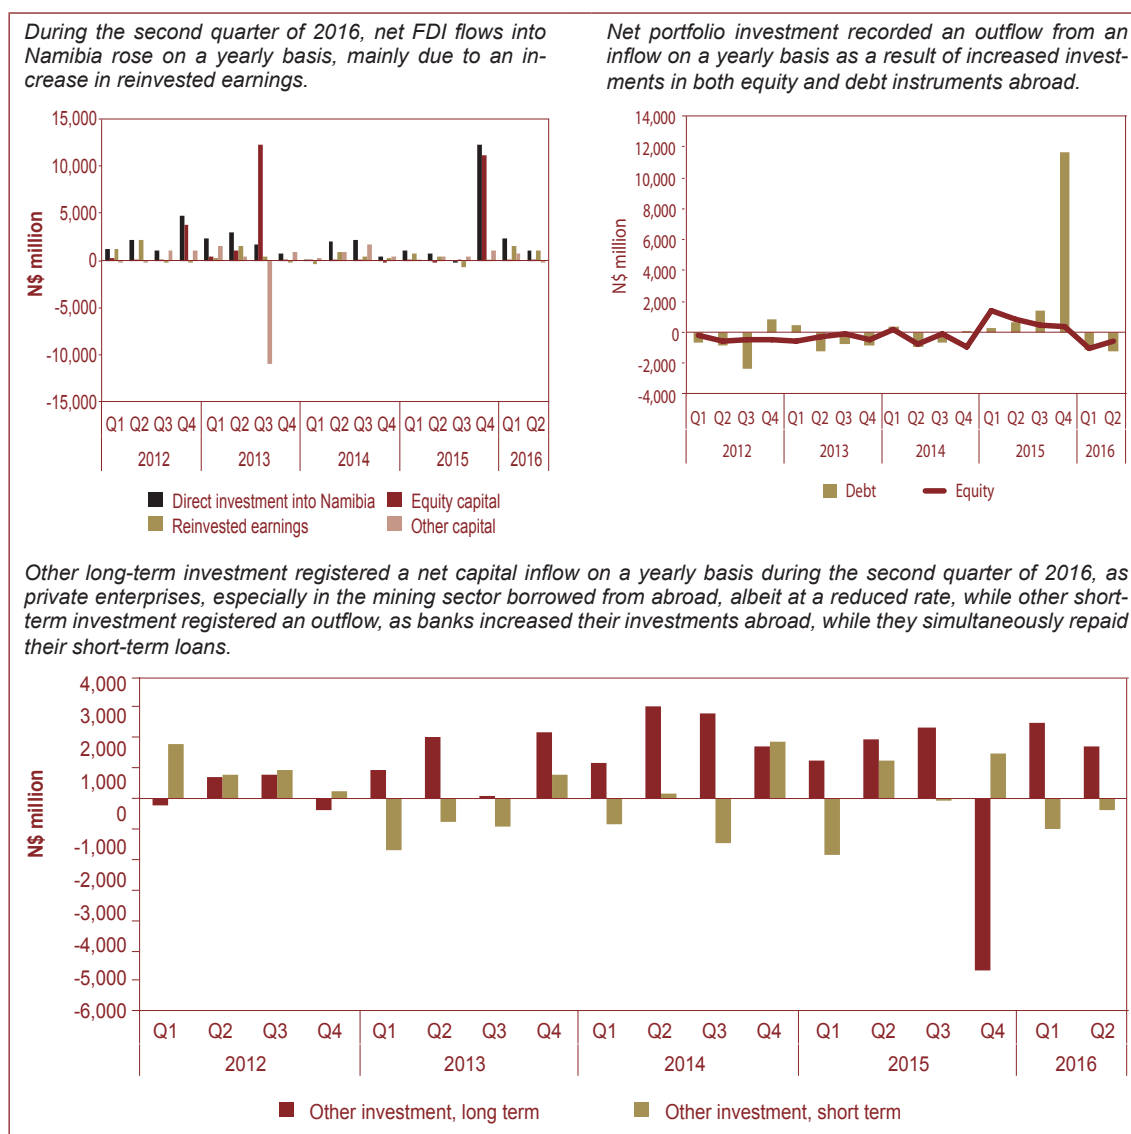 During the second quarter of 2016, net FDI flows into
Namibia rose on a yearly basis, mainly due to an in-
crease in reinvested earnings.
15,000
10,000
5,000
0
-5,000
-10,000
-15,000
N$ million
Q1 Q2 Q3 Q4 Q1 Q2 Q3 Q4 Q1 Q2 Q3 Q4 Q1 Q2 Q3 Q4 Q1 Q2
2012 2013 2014 2015 2016
Direct investment into Namibia Equity capital
Reinvested earnings Other capital
Net portfolio investment recorded an outflow from an
inflow on a yearly basis as a result of increased invest-
ments in both equity and debt instruments abroad.
14,000
12,000
10,000
8,000
6,000
4,000
2,000
0
-2,000
-4,000
N$ million
Q1 Q2 Q3 Q4 Q1 Q2 Q3 Q4 Q1 Q2 Q3 Q4 Q1 Q2 Q3 Q4 Q1 Q2
2012 2013 2014 2015 2016
Debt Equity
Other long-term investment registered a net capital inflow on a yearly basis during the second quarter of 2016, as
private enterprises, especially in the mining sector borrowed from abroad, albeit at a reduced rate, while other short-
term investment registered an outflow, as banks increased their investments abroad, while they simultaneously repaid
their short-term loans.
4,000
3,000
2,000
1,000
0
-1,000
-2,000
-3,000
-4,000
-5,000
-6,000
N$ million
Q1 Q2 Q3 Q4 Q1 Q2 Q3 Q4 Q1 Q2 Q3 Q4 Q1 Q2 Q3 Q4 Q1 Q2
2012 2013 2014 2015 2016
Other investment, long term Other investment, short term